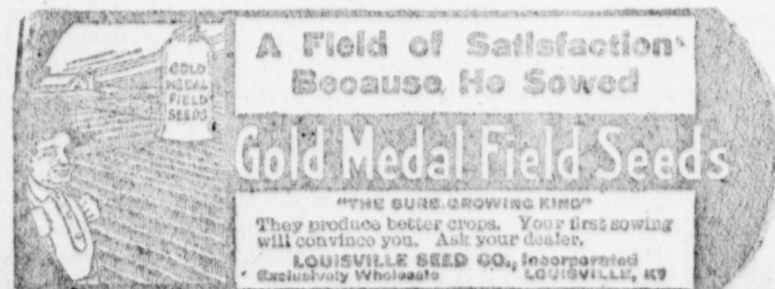 GOLD
MEDAL
FIELD
SEEDS
A Field of Satisfaction
Because He Sowed
Gold Medal Field Seeds
"THE SURE GROWING KIND"
They produce better crops. Your first sowing
will convince you. Ask your dealer.
LOUISVILLE SEED CO., Incorporated
Exclusively Wholesale LOUISVILLE, KY